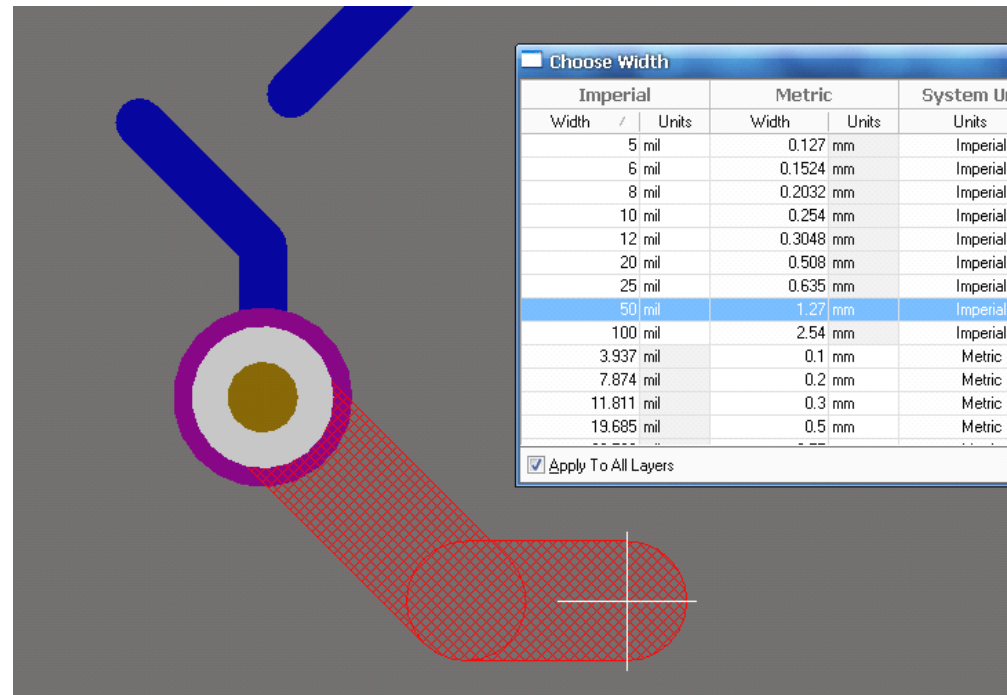 Choose Width
Imperial Metric System U
Width / Units Width Units Units
5 mil 0.127 mm Imperial
6 mil 0.1524 mm Imperial
8 mil 0.2032 mm Imperial
10 mil 0.254 mm Imperial
12 mil 0.3048 mm Imperial
20 mil 0.508 mm Imperial
25 mil 0.635 mm Imperial
50 mil 1.27 mm Imperial
100 mil 2.54 mm Imperial
3.937 mil 0.1 mm Metric
7.874 mil 0.2 mm Metric
11.811 mil 0.3 mm Metric
19.685 mil 0.5 mm Metric
Apply To All Layers